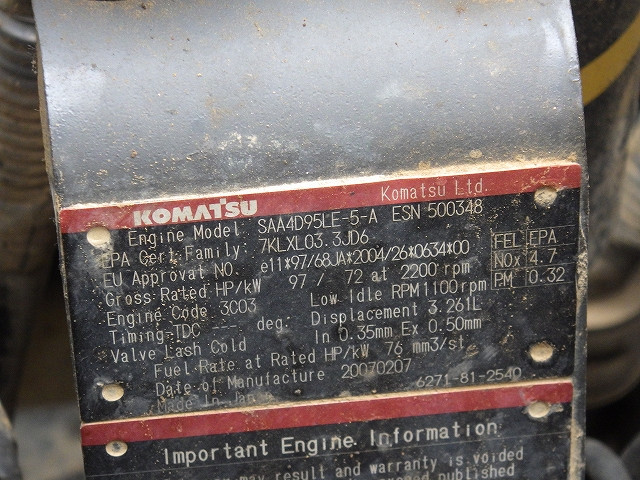 KOMATSU Komatsu Ltd.
Engine Model SAA4D95LE-5-A ESN 500348
EPA Cert Family: 7KLXL03.3JD6
EU Approval NO. e11*97/68JA*2004/26*0634*00
Gross Rated HP/kW 97 / 72 at 2200 rpm
Engine Code 3C03 Low Idle RPM 1100 rpm
Timing-TDC deg: Displacement 3.261L
Valve Lash Cold In 0.35mm Ex 0.50mm
Fuel Rate at Rated HP/kW 76 mm3/st
Date of Manufacture 20070207
Made In 6271-81-2540
FEL EPA
NOx 4.7
PM 0.32
Important Engine Information
may result and warranty is voided
published